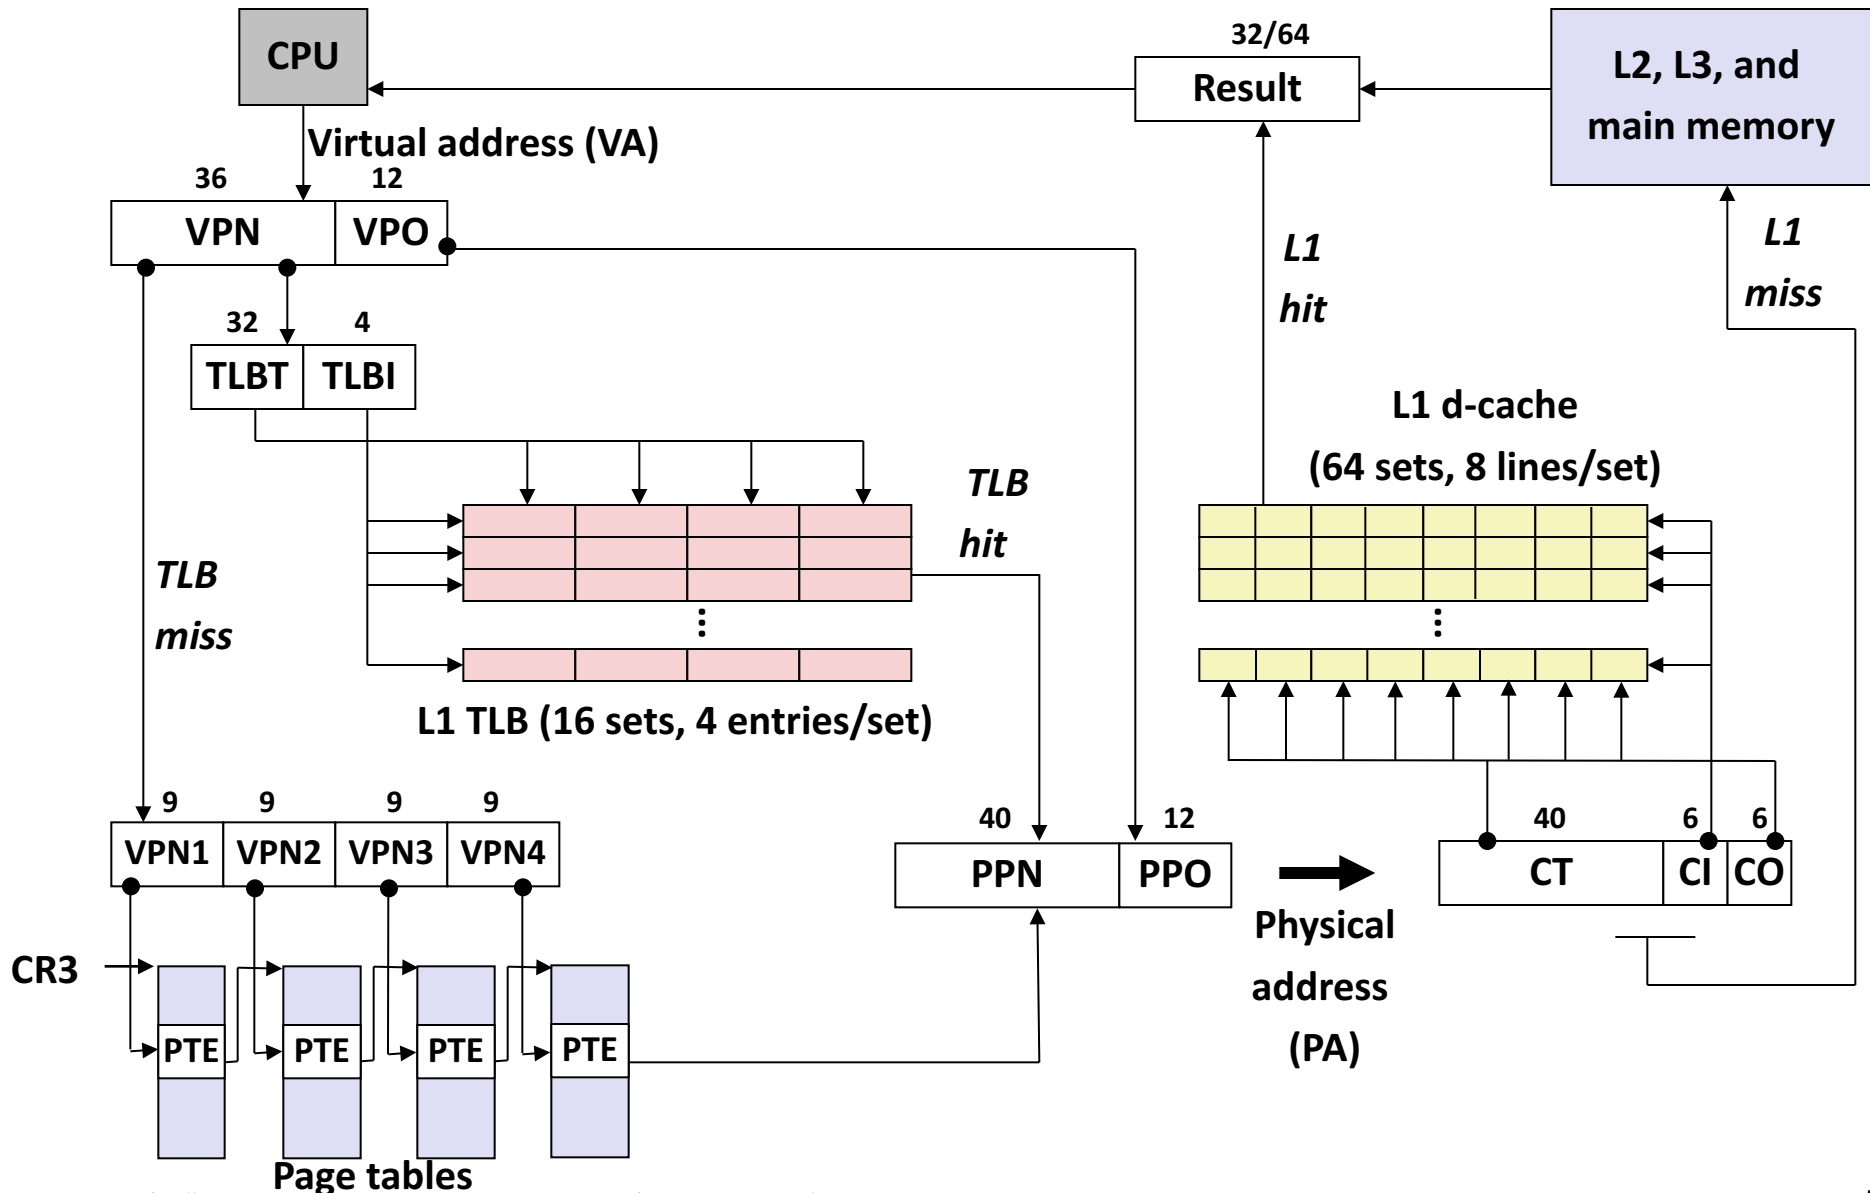 CPU
32/64
Result
L2, L3, and
main memory
Virtual address (VA)
36
12
VPN
VPO
L1
hit
L1
miss
32
4
TLBT
TLBI
L1 d-cache
(64 sets, 8 lines/set)
TLB
hit
...
...
TLB
miss
L1 TLB (16 sets, 4 entries/set)
9
9
9
9
VPN1
VPN2
VPN3
VPN4
40
12
PPN
PPO
40
6
6
CT
CI
CO
Physical
address
(PA)
CR3
PTE
PTE
PTE
PTE
Page tables